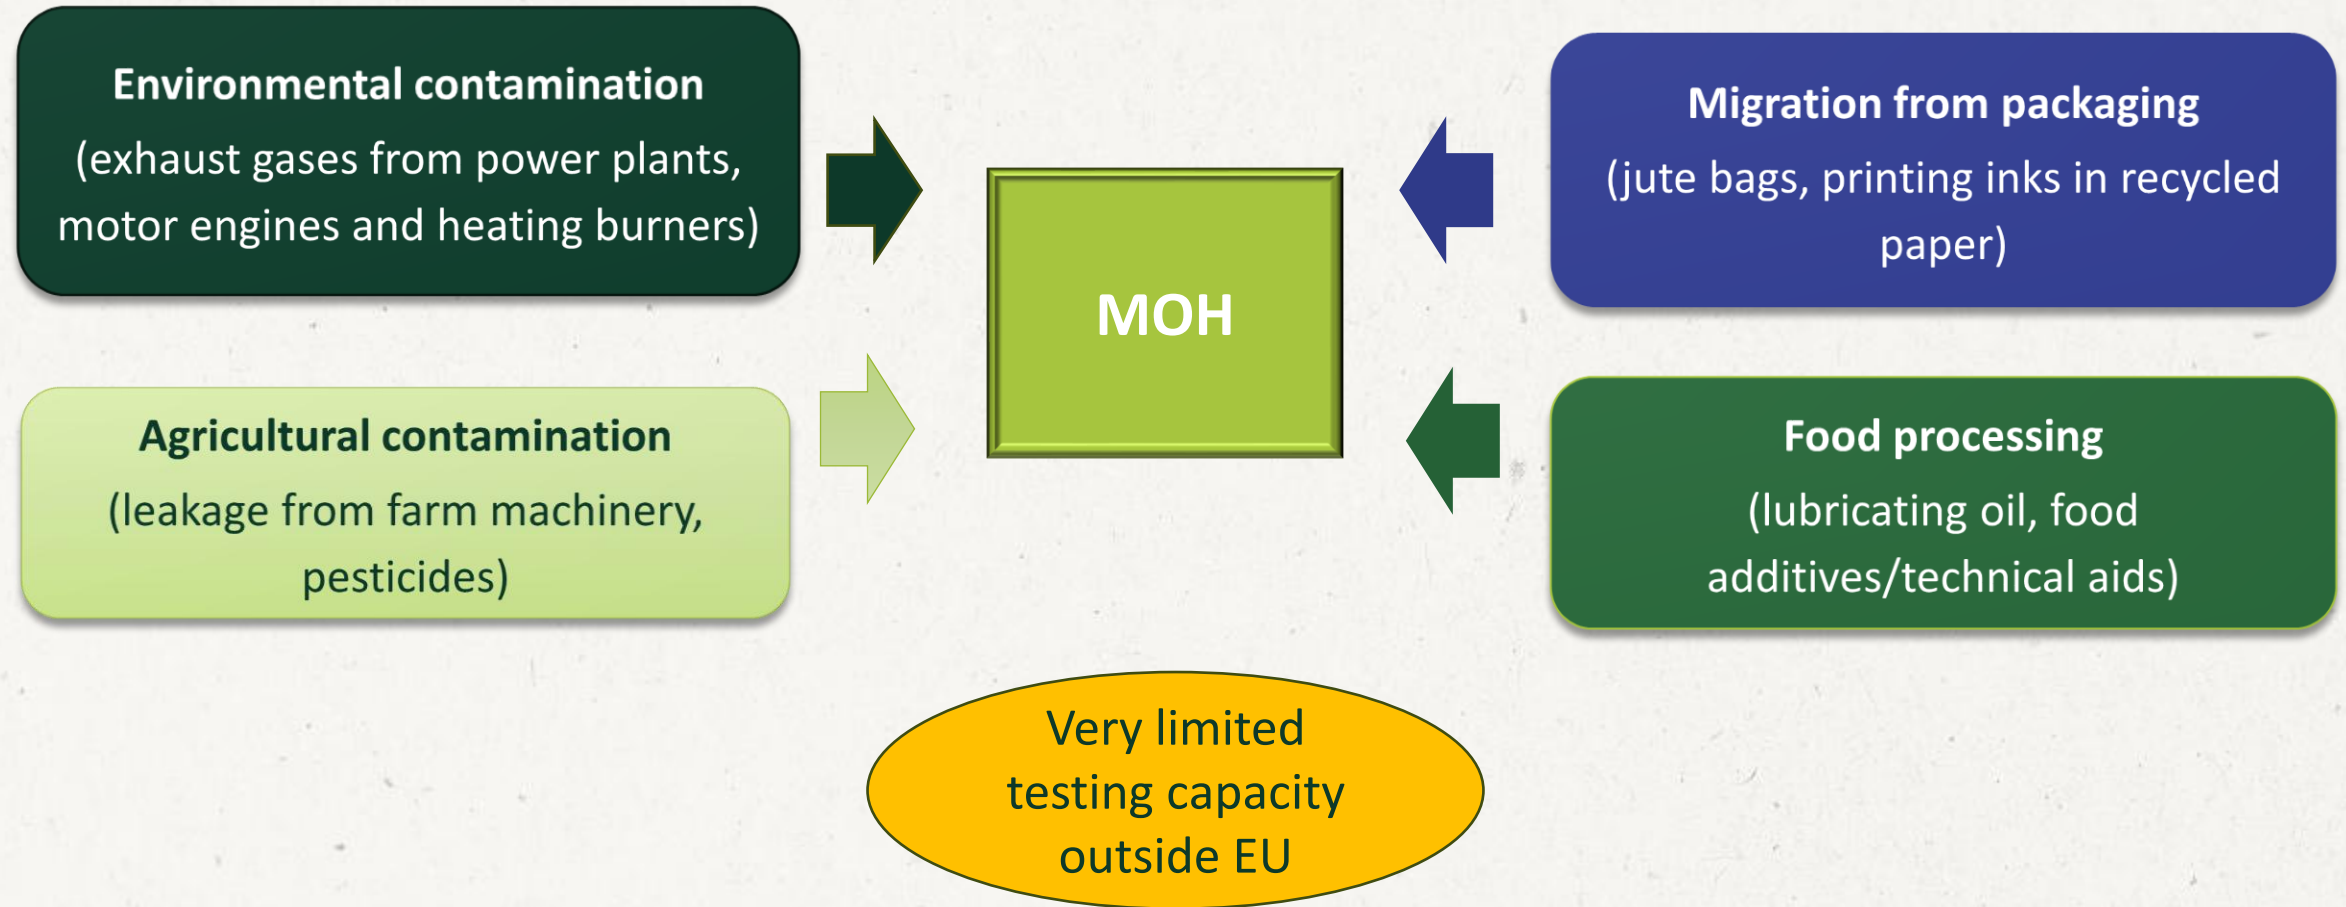 Environmental contamination
(exhaust gases from power plants,
motor engines and heating burners)
Agricultural contamination
(leakage from farm machinery,
pesticides)
MOH
Migration from packaging
(jute bags, printing inks in recycled
paper)
Food processing
(lubricating oil, food
additives/technical aids)
Very limited
testing capacity
outside EU